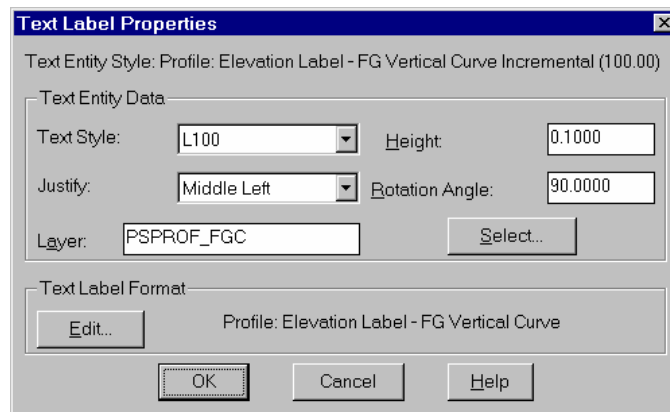 Text Label Properties
Text Entity Style: Profile: Elevation Label - FG Vertical Curve Incremental (100.00)
Text Entity Data
Text Style: L100 Height: 0.1000
Justify: Middle Left Rotation Angle: 90.0000
Layer: PSPROF_FGC Select...
Text Label Format
Edit... Profile: Elevation Label - FG Vertical Curve
OK Cancel Help